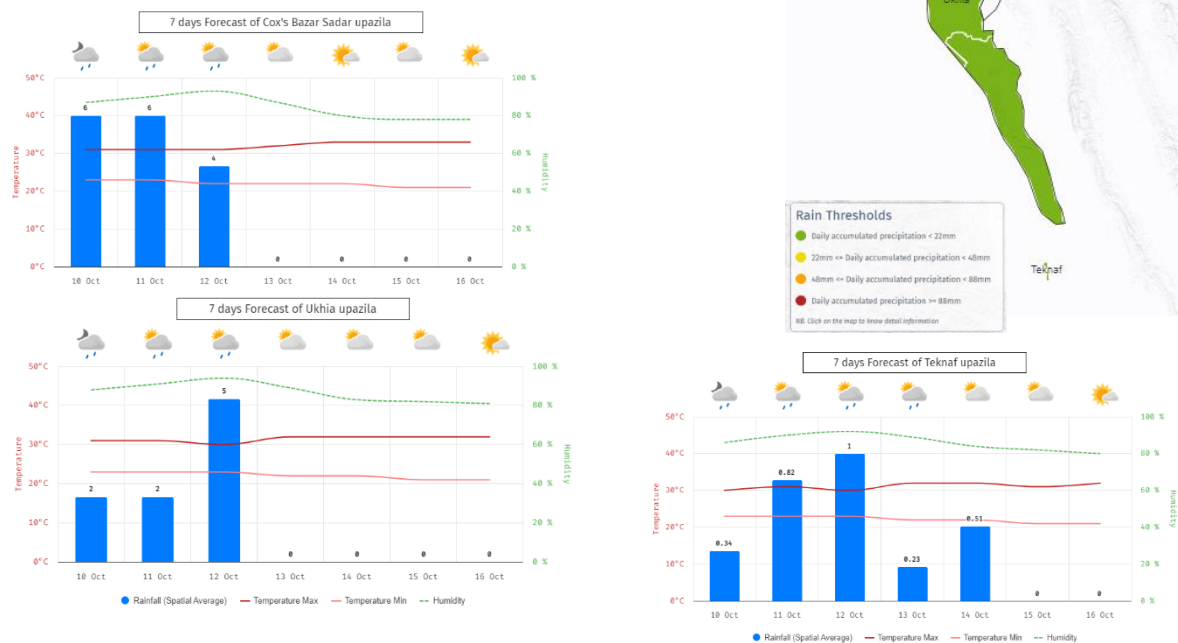 7 days Forecast of Cox's Bazar Sadar upazila
50°C
40°C
30°C
20°C
10°C
0°C
Temperature
100 %
80 %
60 %
40 %
20 %
0 %
Humidity
6
6
4
0
0
0
0
10 Oct
11 Oct
12 Oct
13 Oct
14 Oct
15 Oct
16 Oct
7 days Forecast of Ukhia upazila
50°C
40°C
30°C
20°C
10°C
0°C
Temperature
100 %
80 %
60 %
40 %
20 %
0 %
Humidity
2
2
5
0
0
0
0
10 Oct
11 Oct
12 Oct
13 Oct
14 Oct
15 Oct
16 Oct
Rainfall (Spatial Average)
Temperature Max
Temperature Min
Humidity
Rain Thresholds
Daily accumulated precipitation < 22mm
22mm <= Daily accumulated precipitation < 48mm
48mm <= Daily accumulated precipitation < 88mm
Daily accumulated precipitation >= 88mm
NB. Click on the map to know detail information
Teknaf
7 days Forecast of Teknaf upazila
50°C
40°C
30°C
20°C
10°C
0°C
Temperature
100 %
80 %
60 %
40 %
20 %
0 %
Humidity
0.34
0.82
1
0.23
0.51
0
0
10 Oct
11 Oct
12 Oct
13 Oct
14 Oct
15 Oct
16 Oct
Rainfall (Spatial Average)
Temperature Max
Temperature Min
Humidity